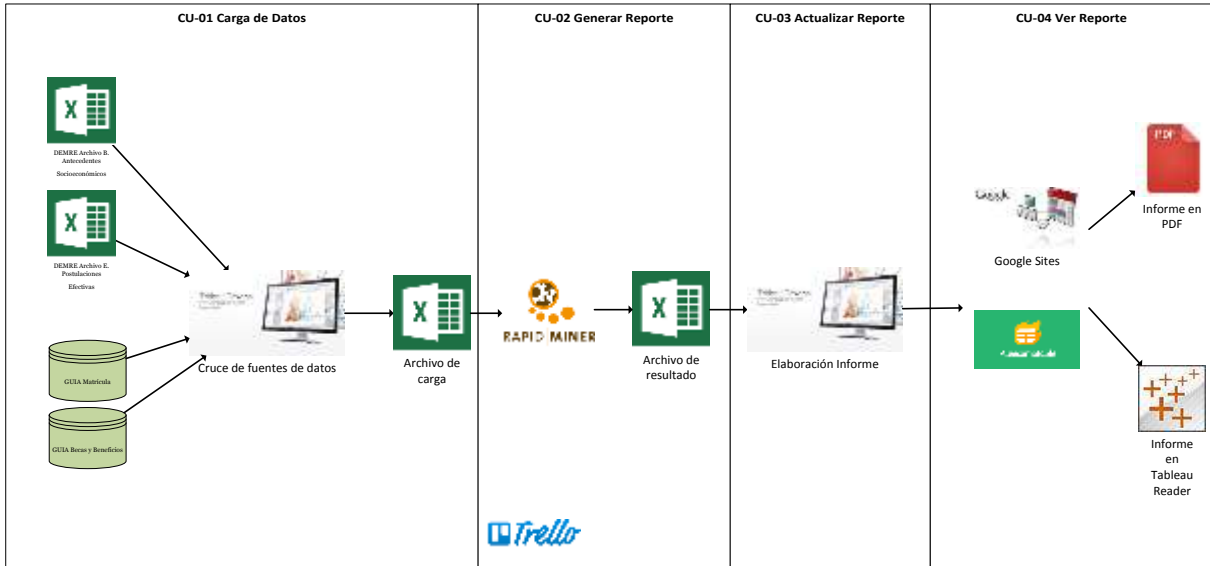 CU-01 Carga de Datos
CU-02 Generar Reporte
CU-03 Actualizar Reporte
CU-04 Ver Reporte
X
DEMRE Archivo B.
Antecedentes
Socioeconómicos
X
DEMRE Archivo E.
Postulaciones
Efectivas
GUIA Matrícula
GUIA Becas y Beneficios
Cruce de fuentes de datos
X
Archivo de
carga
RAPID MINER
X
Archivo de
resultado
Trello
Elaboración Informe
Google
Google Sites
PDF
Informe en
PDF
Informe
en
Tableau
Reader